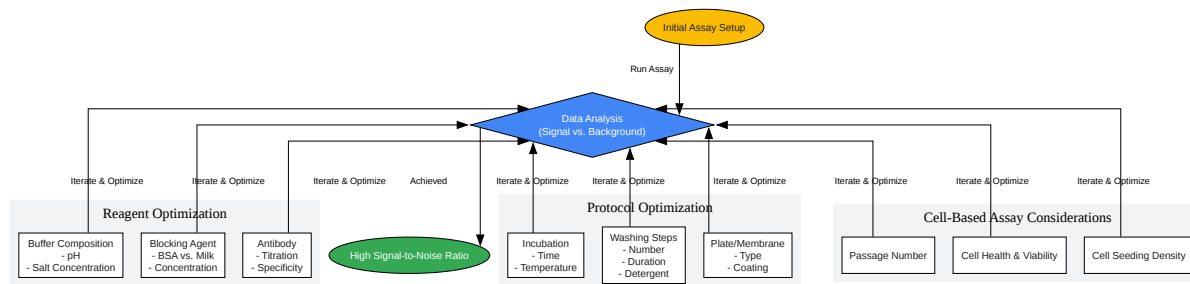 Initial Assay Setup
Run Assay
Data Analysis
(Signal vs. Background)
Iterate & Optimize
Iterate & Optimize
Iterate & Optimize
Achieved
Iterate & Optimize
Iterate & Optimize
Iterate & Optimize
Iterate & Optimize
Iterate & Optimize
Iterate & Optimize
Reagent Optimization
Buffer Composition
- pH
- Salt Concentration
Blocking Agent
- BSA vs. Milk
- Concentration
Antibody
- Titration
- Specificity
High Signal-to-Noise Ratio
Protocol Optimization
Incubation
- Time
- Temperature
Washing Steps
- Number
- Duration
- Detergent
Plate/Membrane
- Type
- Coating
Cell-Based Assay Considerations
Passage Number
Cell Health & Viability
Cell Seeding Density